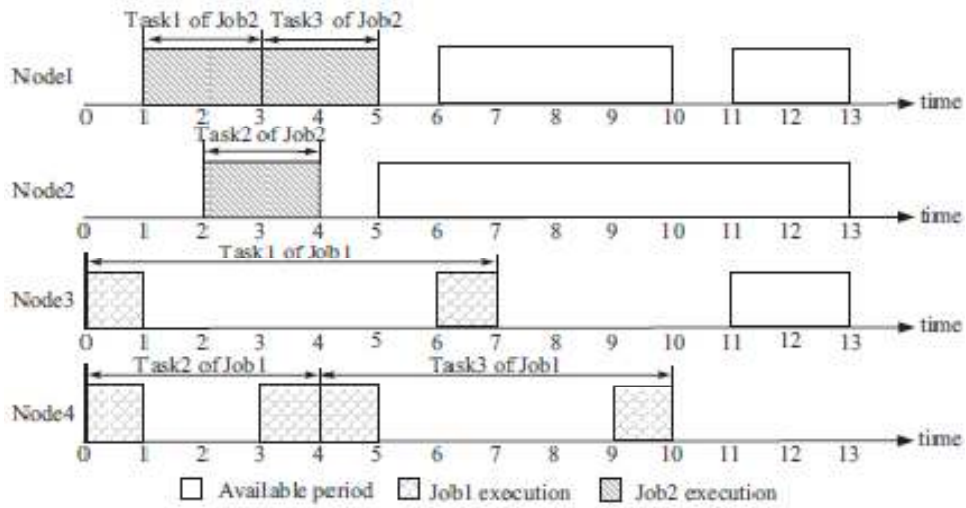 Task1 of Job2 Task3 of Job2
Node1
time
0 1 2 3 4 5 6 7 8 9 10 11 12 13
Task2 of Job2
Node2
time
0 1 2 3 4 5 6 7 8 9 10 11 12 13
Task1 of Job1
Node3
time
0 1 2 3 4 5 6 7 8 9 10 11 12 13
Task2 of Job1 Task3 of Job1
Node4
time
0 1 2 3 4 5 6 7 8 9 10 11 12 13
Available period Job1 execution Job2 execution